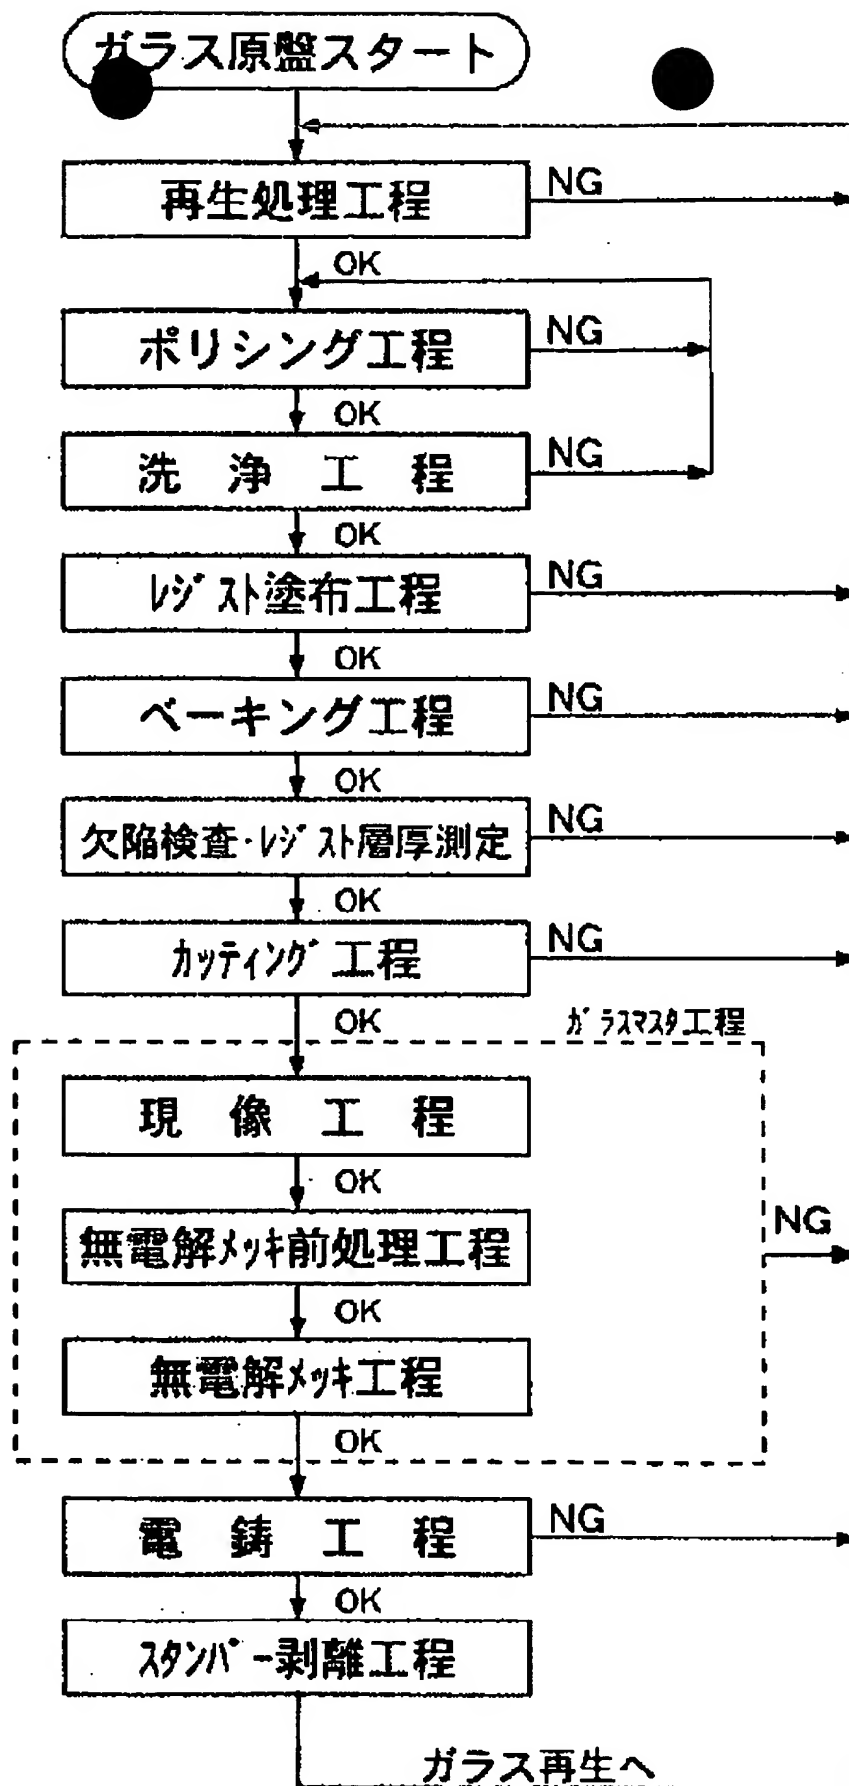 ガラス原盤スタート
再生処理工程
NG
OK
ポリシング工程
NG
OK
洗 浄 工 程
NG
OK
レジスト塗布工程
NG
OK
ベーキング工程
NG
OK
欠陥検査・レジスト層厚測定
NG
OK
カッティング工程
NG
OK
ガラスマスタ工程
現 像 工 程
OK
無電解メッキ前処理工程
NG
OK
無電解メッキ工程
OK
電 鋳 工 程
NG
OK
スタンパー剥離工程
ガラス再生へ